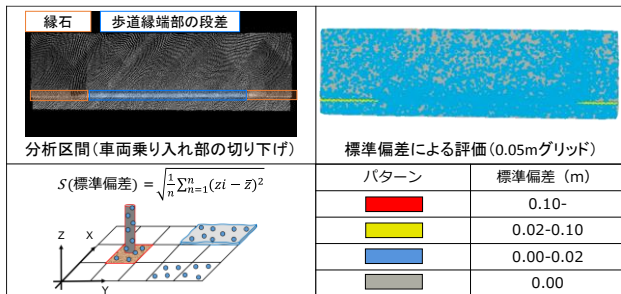 縁石
歩道縁端部の段差
分析区間(車両乗り入れ部の切り下げ)
標準偏差による評価(0.05mグリッド)
S(標準偏差) = √(1/n ∑ⁿₙ₌₁(zi − z̄)²)
Z
X
Y
パターン 標準偏差(m)
0.10-
0.02-0.10
0.00-0.02
0.00